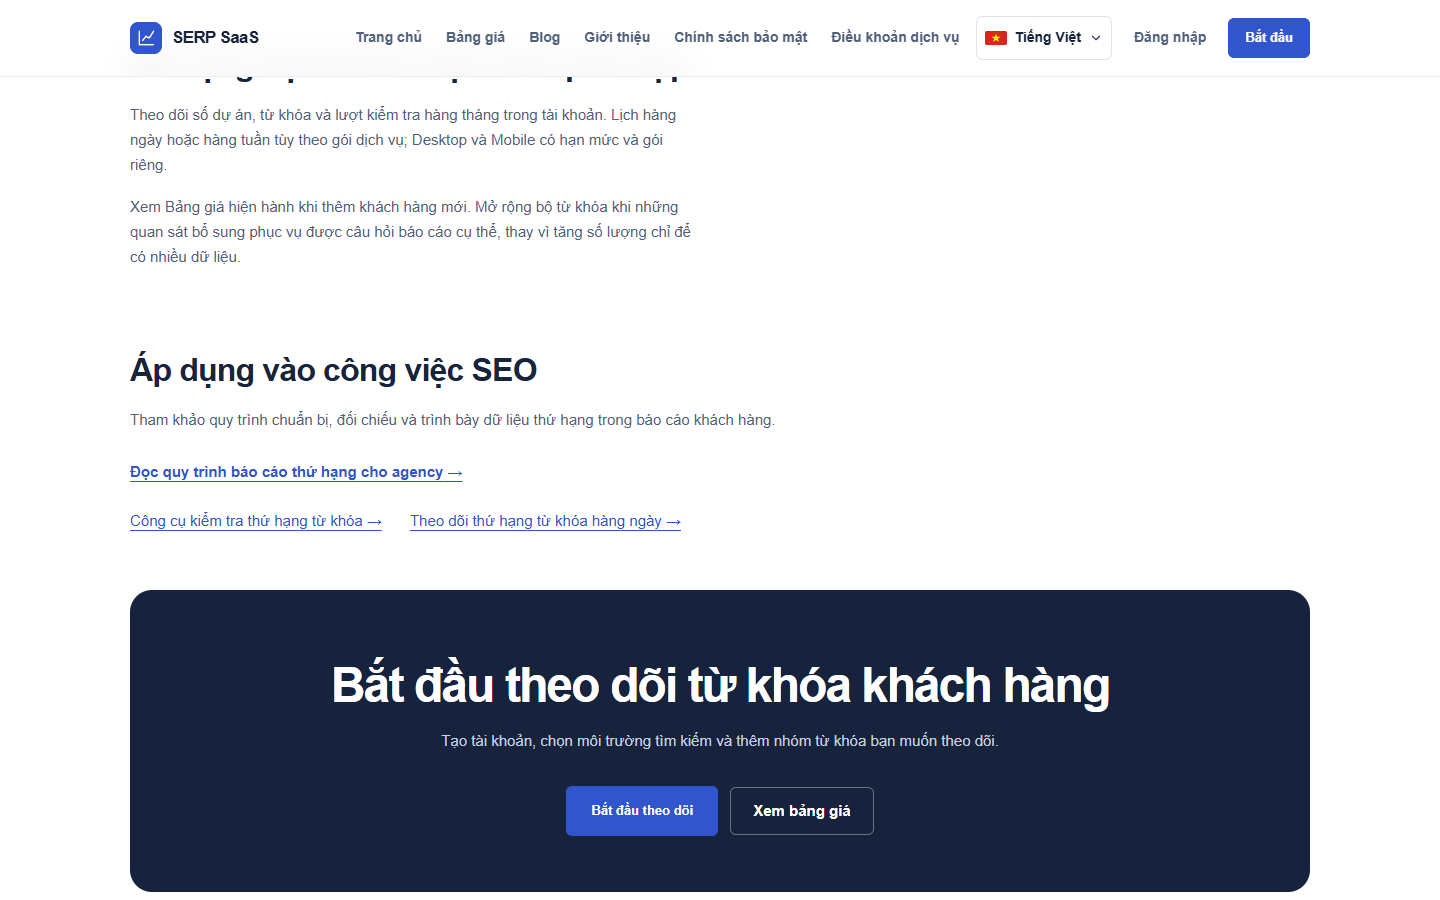 SERP SaaS
Trang chủ
Bảng giá
Blog
Giới thiệu
Chính sách bảo mật
Điều khoản dịch vụ
Tiếng Việt
Đăng nhập
Bắt đầu
Theo dõi số dự án, từ khóa và lượt kiểm tra hàng tháng trong tài khoản. Lịch hàng
ngày hoặc hàng tuần tùy theo gói dịch vụ; Desktop và Mobile có hạn mức và gói
riêng.
Xem Bảng giá hiện hành khi thêm khách hàng mới. Mở rộng bộ từ khóa khi những
quan sát bổ sung phục vụ được câu hỏi báo cáo cụ thể, thay vì tăng số lượng chỉ để
có nhiều dữ liệu.
Áp dụng vào công việc SEO
Tham khảo quy trình chuẩn bị, đối chiếu và trình bày dữ liệu thứ hạng trong báo cáo khách hàng.
Đọc quy trình báo cáo thứ hạng cho agency →
Công cụ kiểm tra thứ hạng từ khóa →
Theo dõi thứ hạng từ khóa hàng ngày →
Bắt đầu theo dõi từ khóa khách hàng
Tạo tài khoản, chọn môi trường tìm kiếm và thêm nhóm từ khóa bạn muốn theo dõi.
Bắt đầu theo dõi
Xem bảng giá